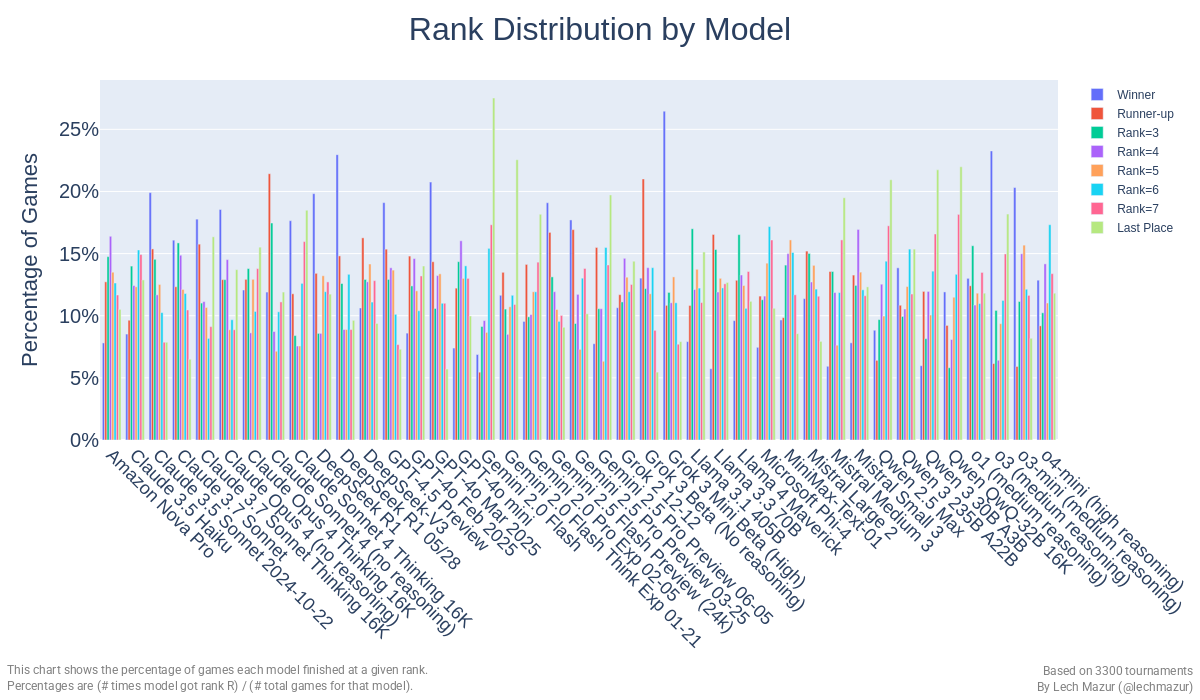 Rank Distribution by Model
Percentage of Games
25%
20%
15%
10%
5%
0%
Winner
Runner-up
Rank=3
Rank=4
Rank=5
Rank=6
Rank=7
Last Place
Amazon Nova Pro
Claude 3.5 Haiku
Claude 3.5 Sonnet 2024-10-22
Claude 3.7 Sonnet
Claude 3.7 Sonnet Thinking 16K
Claude Opus 4 (no reasoning)
Claude Opus 4 Thinking 16K
Claude Sonnet 4 (no reasoning)
Claude Sonnet 4 Thinking 16K
DeepSeek R1
DeepSeek R1 05/28
DeepSeek-V3
GPT-4.5 Preview
GPT-4o Feb 2025
GPT-4o Mar 2025
GPT-4o mini
Gemini 2.0 Flash
Gemini 2.0 Flash Think Exp 01-21
Gemini 2.0 Pro Exp 02-05
Gemini 2.5 Flash Preview (24k)
Gemini 2.5 Pro Preview 03-25
Gemini 2.5 Pro Preview 06-05
Grok 2 12-12
Grok 3 Beta (No reasoning)
Grok 3 Mini Beta (High)
Llama 3.1 405B
Llama 3.3 70B
Llama 4 Maverick
Microsoft Phi-4
MiniMax-Text-01
Mistral Large 2
Mistral Medium 3
Mistral Small 3
Qwen 2.5 Max
Qwen 3 235B A22B
Qwen 3 30B A3B
Qwen QwQ-32B 16K
o1 (medium reasoning)
o3 (medium reasoning)
o3-mini (medium reasoning)
o4-mini (high reasoning)
This chart shows the percentage of games each model finished at a given rank.
Percentages are (# times model got rank R) / (# total games for that model).
Based on 3300 tournaments
By Lech Mazur (@lechmazur)